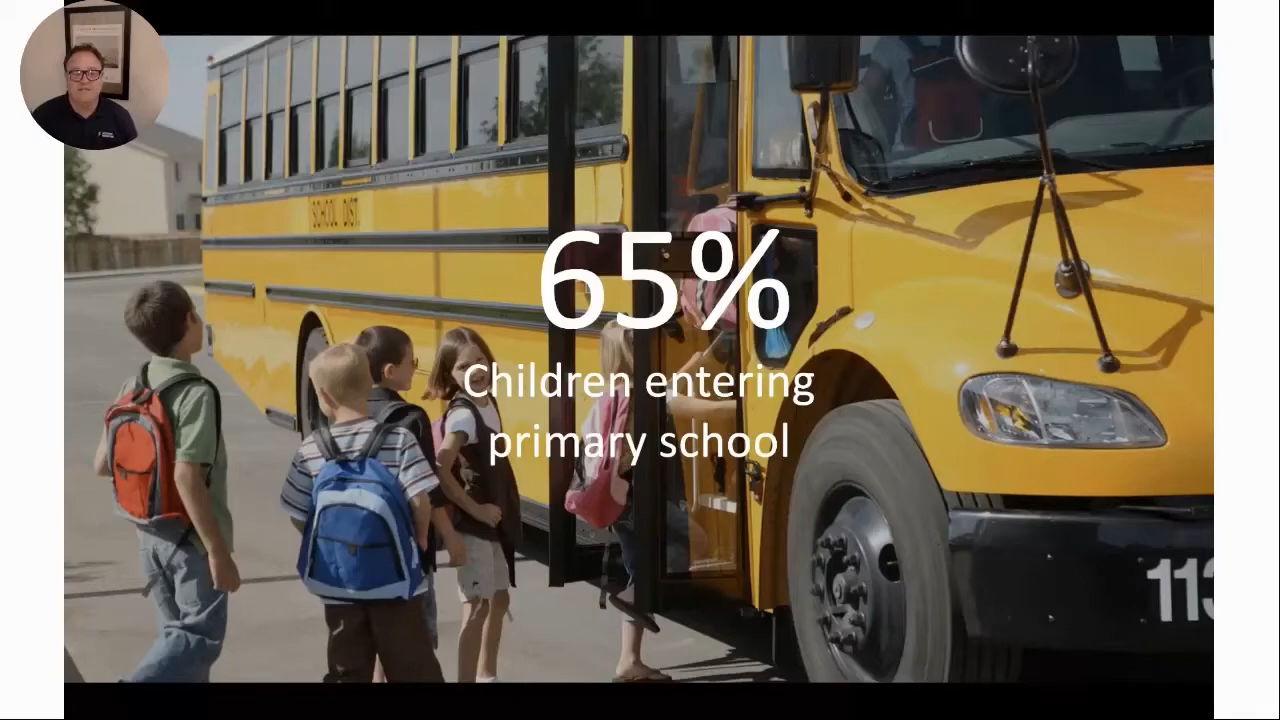 SCHOOL DIST.
65%
Children entering
primary school
113